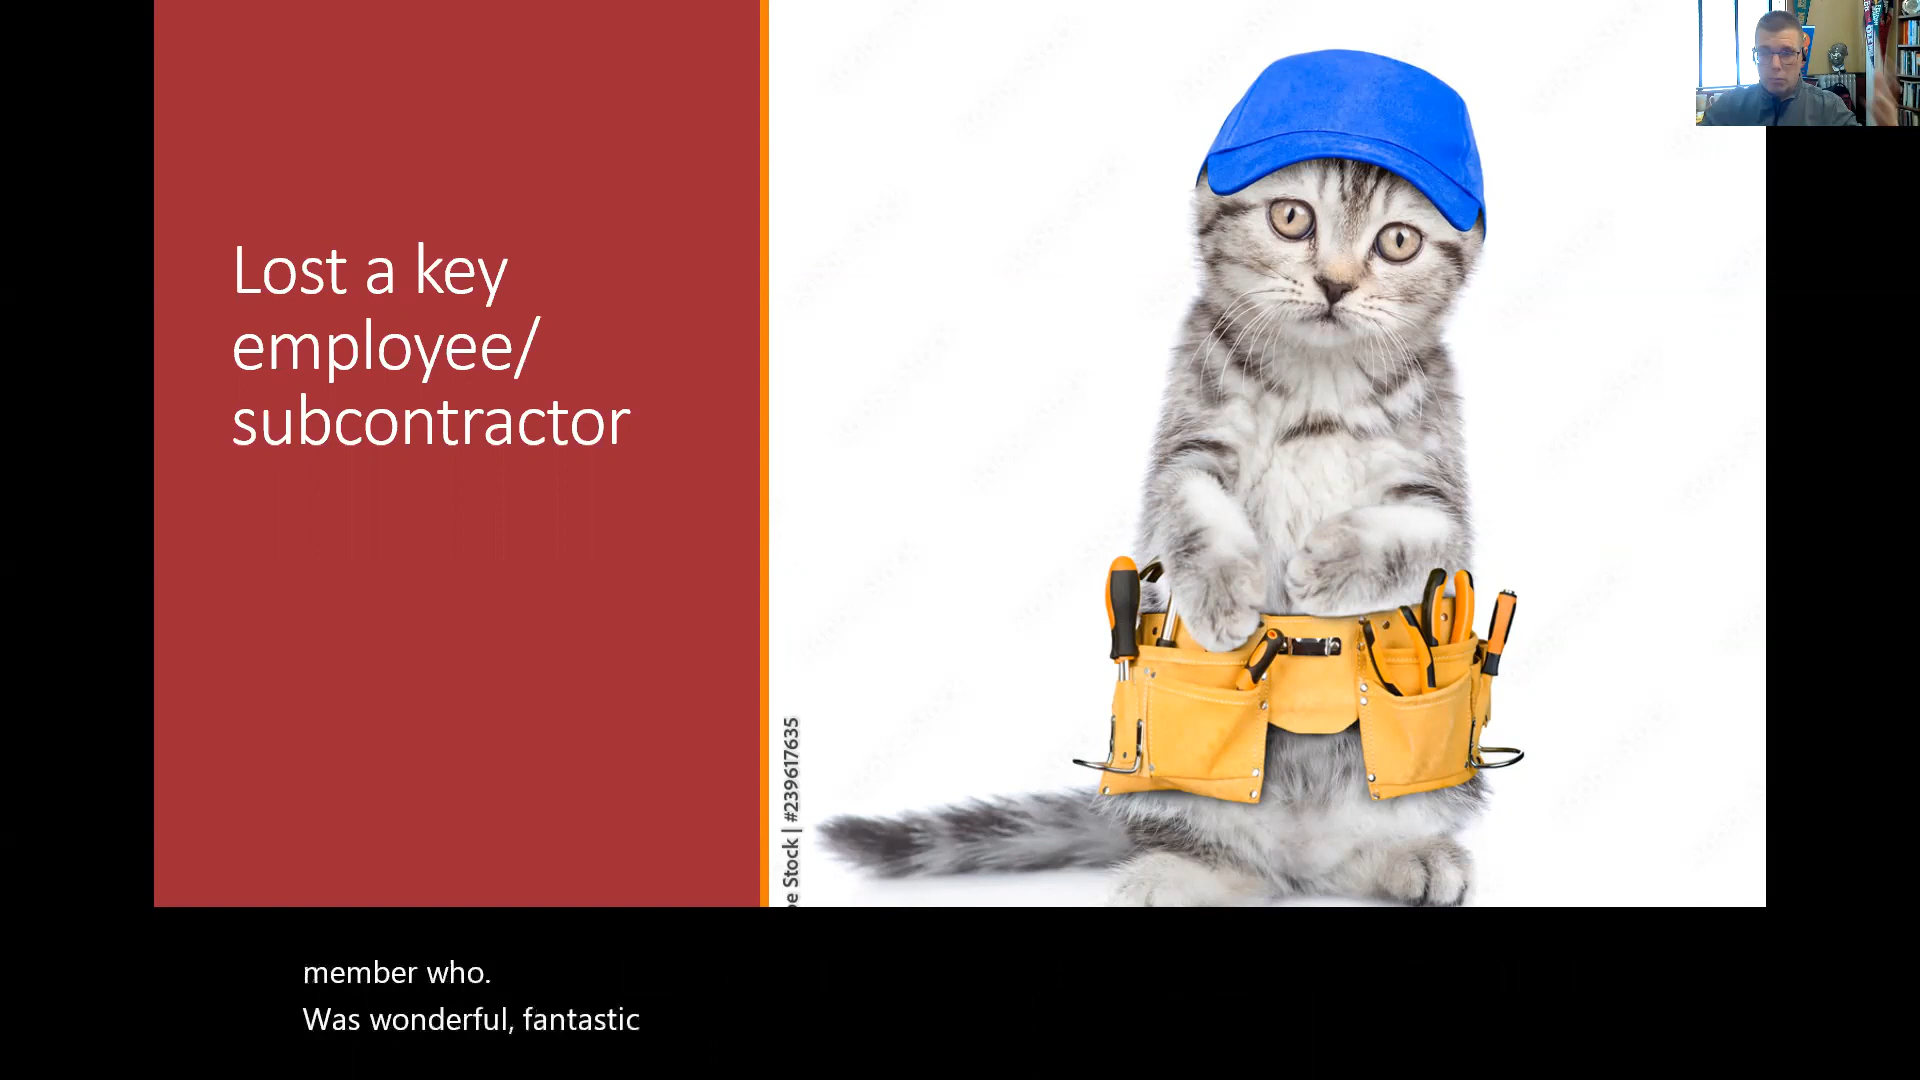 Lost a key
employee/
subcontractor
e Stock | #239617635
member who.
Was wonderful, fantastic